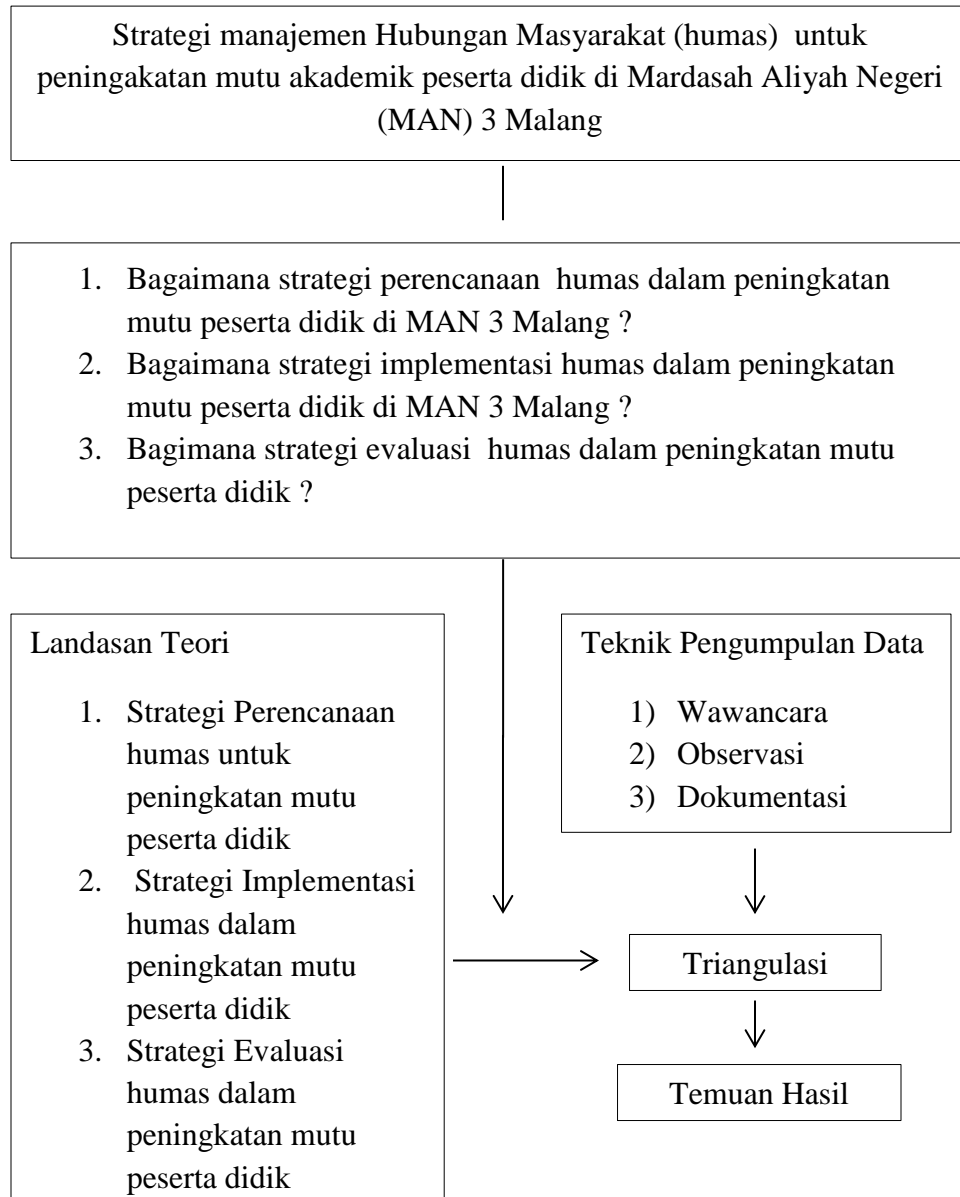 Strategi manajemen Hubungan Masyarakat (humas) untuk
peningakatan mutu akademik peserta didik di Mardasah Aliyah Negeri
(MAN) 3 Malang
1. Bagaimana strategi perencanaan humas dalam peningkatan
mutu peserta didik di MAN 3 Malang ?
2. Bagaimana strategi implementasi humas dalam peningkatan
mutu peserta didik di MAN 3 Malang ?
3. Bagimana strategi evaluasi humas dalam peningkatan mutu
peserta didik ?
Landasan Teori
1. Strategi Perencanaan
humas untuk
peningkatan mutu
peserta didik
2. Strategi Implementasi
humas dalam
peningkatan mutu
peserta didik
3. Strategi Evaluasi
humas dalam
peningkatan mutu
peserta didik
Teknik Pengumpulan Data
1) Wawancara
2) Observasi
3) Dokumentasi
Triangulasi
Temuan Hasil